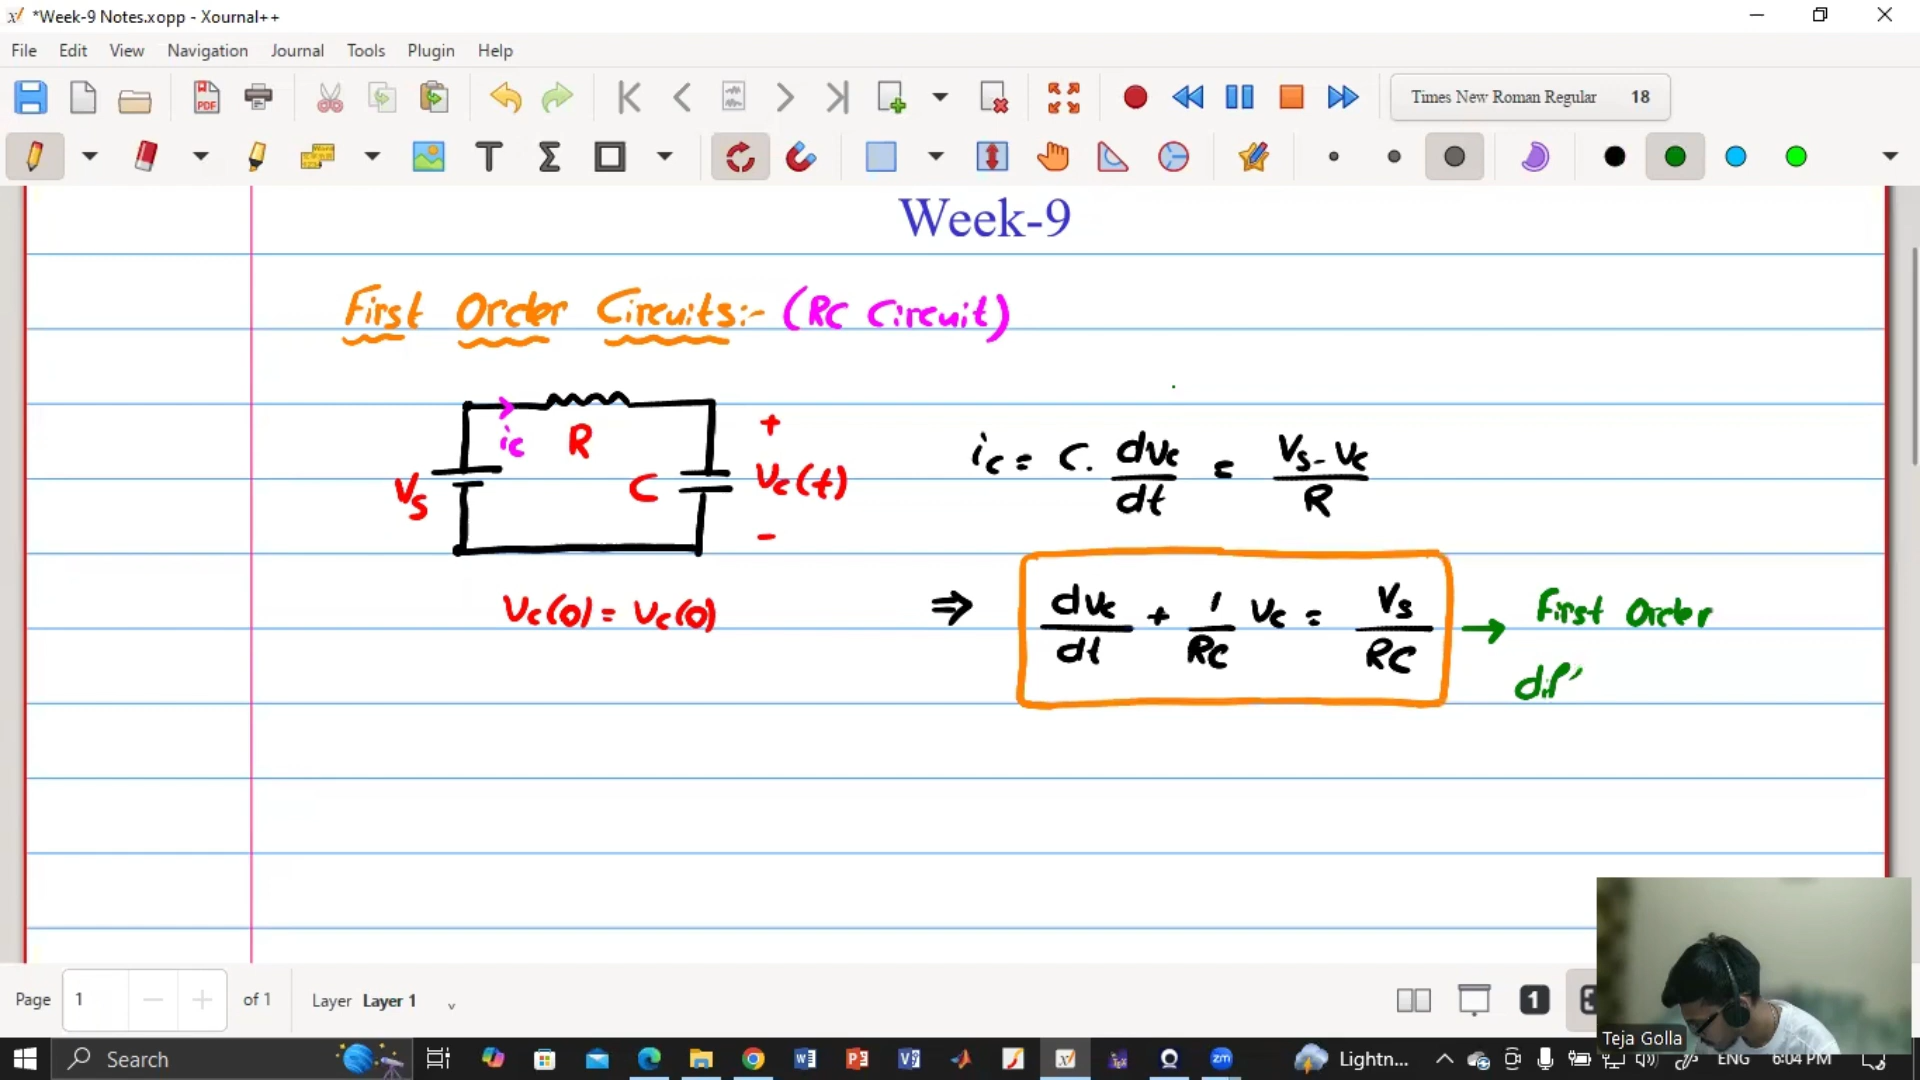 *Week-9 Notes.xopp - Xournal++
File Edit View Navigation Journal Tools Plugin Help
PDF
Times New Roman Regular 18
Week-9
First Order Circuits:- (RC Circuit)
ic R
Vs C + Vc(t) -
Vc(0) = Vc(0)
ic = C. dvc/dt = Vs - vc/R
⇒ dvc/dt + 1/RC vc = Vs/RC → First Order
dif
Page 1 of 1 Layer Layer 1
1
Teja Golla
Search
Lightn...
ENG
6:04 PM